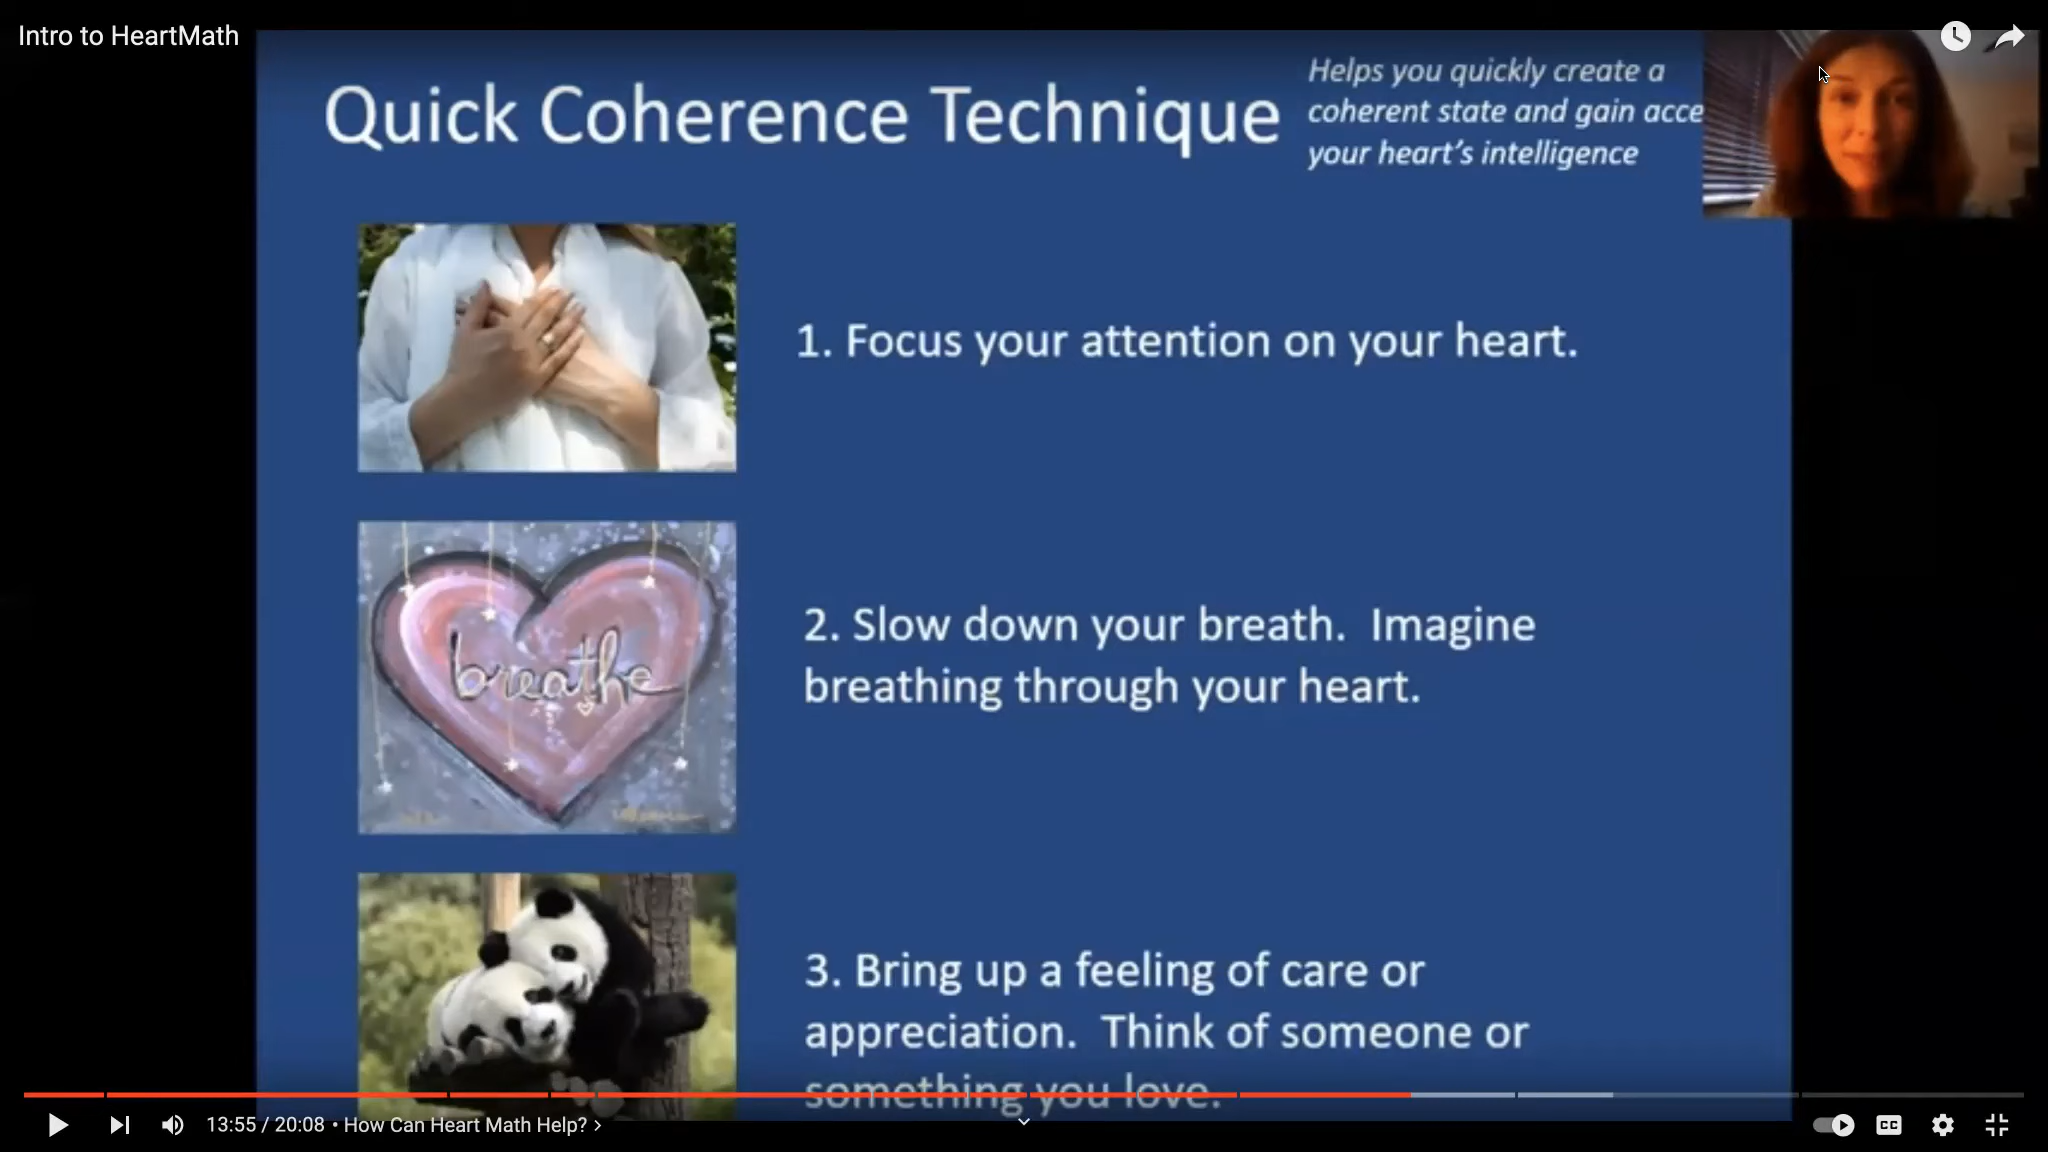 Intro to HeartMath
Quick Coherence Technique
Helps you quickly create a
coherent state and gain acce
your heart's intelligence
1. Focus your attention on your heart.
breathe
2. Slow down your breath. Imagine
breathing through your heart.
3. Bring up a feeling of care or
appreciation. Think of someone or
something you love.
13:55 / 20:08 • How Can Heart Math Help? >
CC